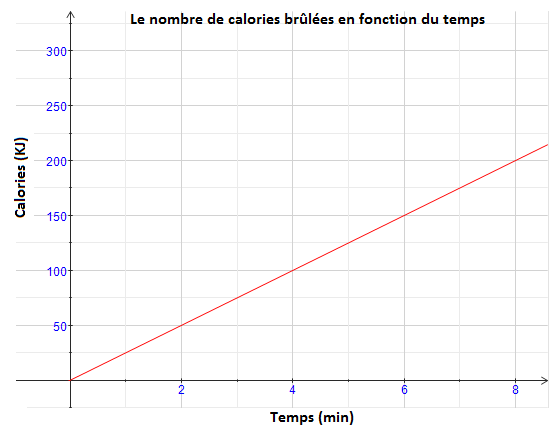 Le nombre de calories brûlées en fonction du temps
300
250
200
150
100
50
Calories (KJ)
2 4 6 8
Temps (min)